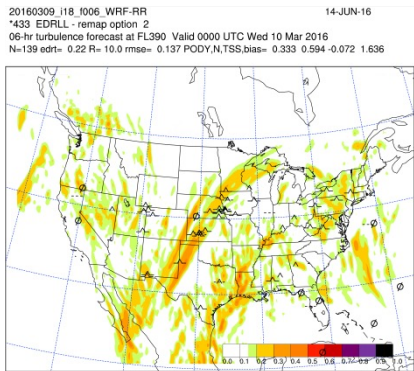 20160309_i18_f006_WRF-RR 14-JUN-16
*433 EDRLL - remap option 2
06-hr turbulence forecast at FL390 Valid 0000 UTC Wed 10 Mar 2016
N=139 edrt= 0.22 R= 10.0 rmse= 0.137 PODY,N,TSS,bias= 0.333 0.594 -0.072 1.636
0.0 0.1 0.2 0.3 0.4 0.5 0.6 0.7 0.8 0.9 1.0